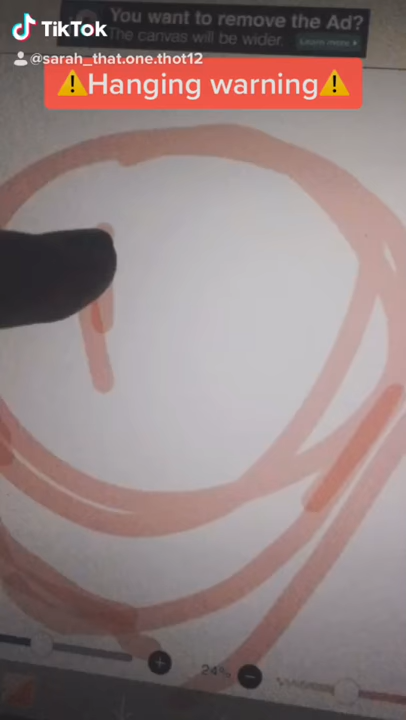 You want to remove the Ad?
The canvas will be wider.
Learn more
TikTok
@sarah_that.one.thot12
⚠️Hanging warning⚠️
24%